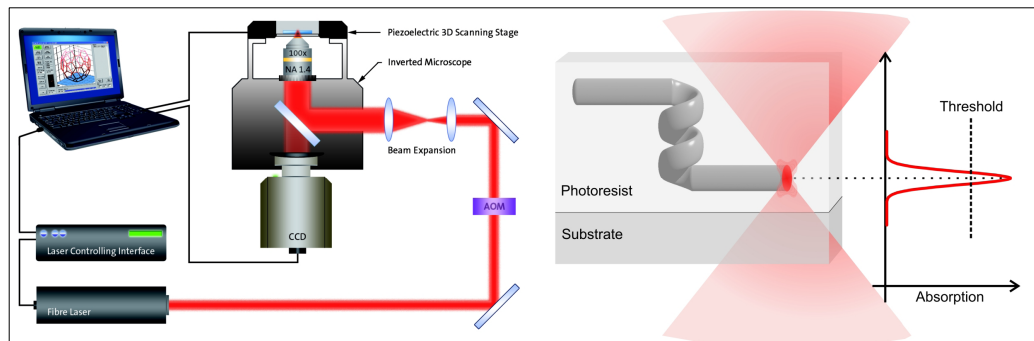 Piezoelectric 3D Scanning Stage
Inverted Microscope
100x
NA 1.4
Beam Expansion
AOM
CCD
Laser Controlling Interface
Fibre Laser
Photoresist
Substrate
Threshold
Absorption